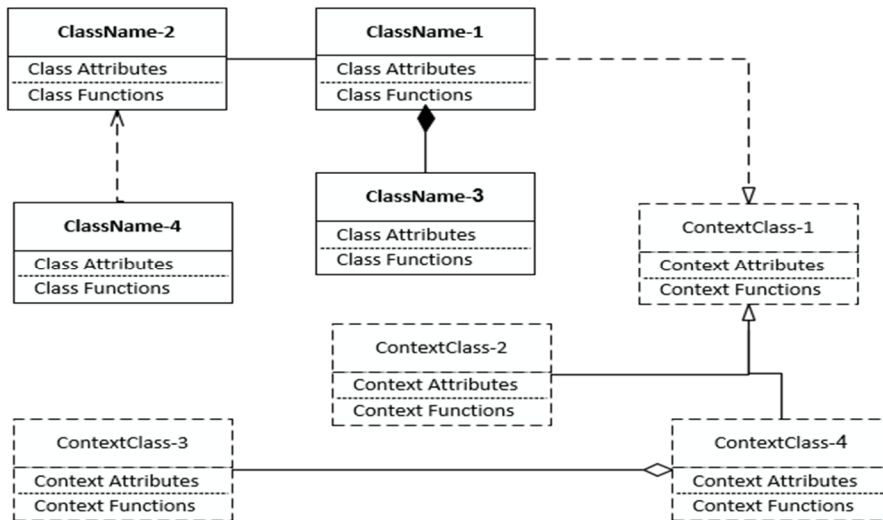 ClassName-2
Class Attributes
Class Functions
ClassName-1
Class Attributes
Class Functions
ClassName-3
Class Attributes
Class Functions
ClassName-4
Class Attributes
Class Functions
ContextClass-1
Context Attributes
Context Functions
ContextClass-2
Context Attributes
Context Functions
ContextClass-3
Context Attributes
Context Functions
ContextClass-4
Context Attributes
Context Functions